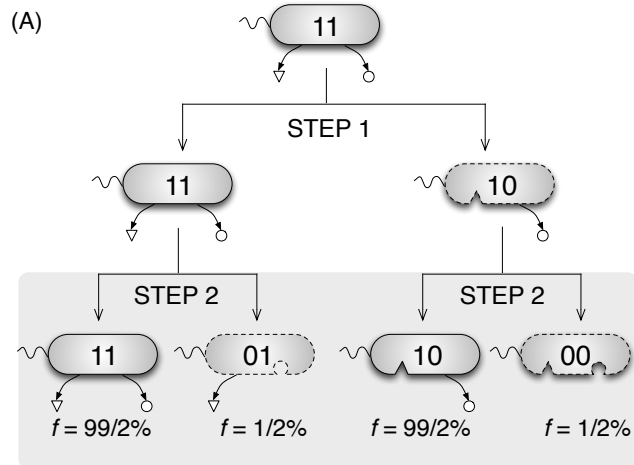 (A)
11
STEP 1
11
10
STEP 2
STEP 2
11
01
10
00
f = 99/2%
f = 1/2%
f = 99/2%
f = 1/2%